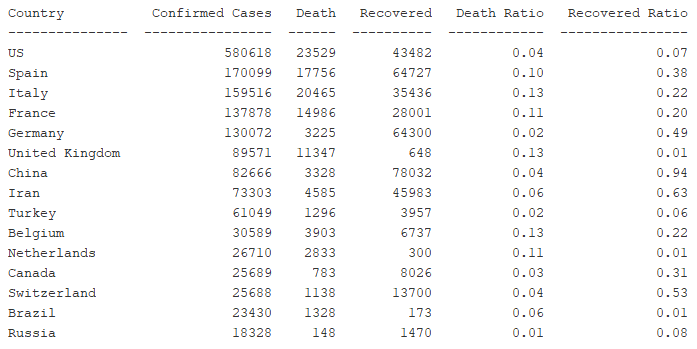 Country Confirmed Cases Death Recovered Death Ratio Recovered Ratio
--------------- ---------------- ------ ---------- ------------ ----------------
US 580618 23529 43482 0.04 0.07
Spain 170099 17756 64727 0.10 0.38
Italy 159516 20465 35436 0.13 0.22
France 137878 14986 28001 0.11 0.20
Germany 130072 3225 64300 0.02 0.49
United Kingdom 89571 11347 648 0.13 0.01
China 82666 3328 78032 0.04 0.94
Iran 73303 4585 45983 0.06 0.63
Turkey 61049 1296 3957 0.02 0.06
Belgium 30589 3903 6737 0.13 0.22
Netherlands 26710 2833 300 0.11 0.01
Canada 25689 783 8026 0.03 0.31
Switzerland 25688 1138 13700 0.04 0.53
Brazil 23430 1328 173 0.06 0.01
Russia 18328 148 1470 0.01 0.08